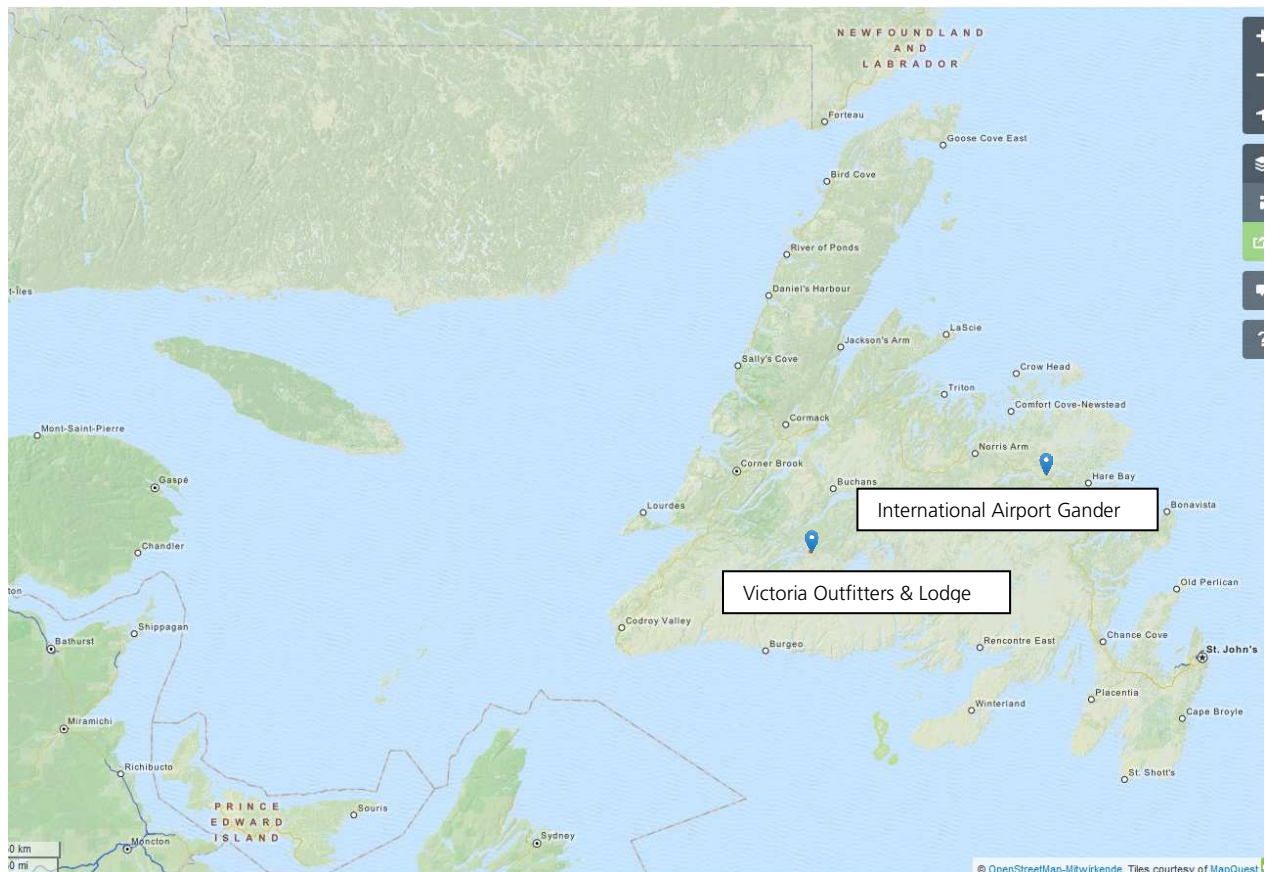 NEWFOUNDLAND
AND
LABRADOR
Forteau
Goose Cove East
Bird Cove
River of Ponds
Daniel's Harbour
LaScie
Jackson's Arm
Sally's Cove
Crow Head
Triton
Comfort Cove-Newstead
Cormack
Mont-Saint-Pierre
Norris Arm
Corner Brook
Hare Bay
Buchans
Gaspé
International Airport Gander
Bonavista
Lourdes
Chandler
Victoria Outfitters & Lodge
Old Perlican
Codroy Valley
Shippagan
Bathurst
Burgeo
Rencontre East
Chance Cove
St. John's
Placentia
Winterland
Cape Broyle
Miramichi
Richibucto
St. Shott's
PRINCE
EDWARD
ISLAND
Souris
Sydney
Moncton
0 km
0 mi
© OpenStreetMap-Mitwirkende, Tiles courtesy of MapQuest